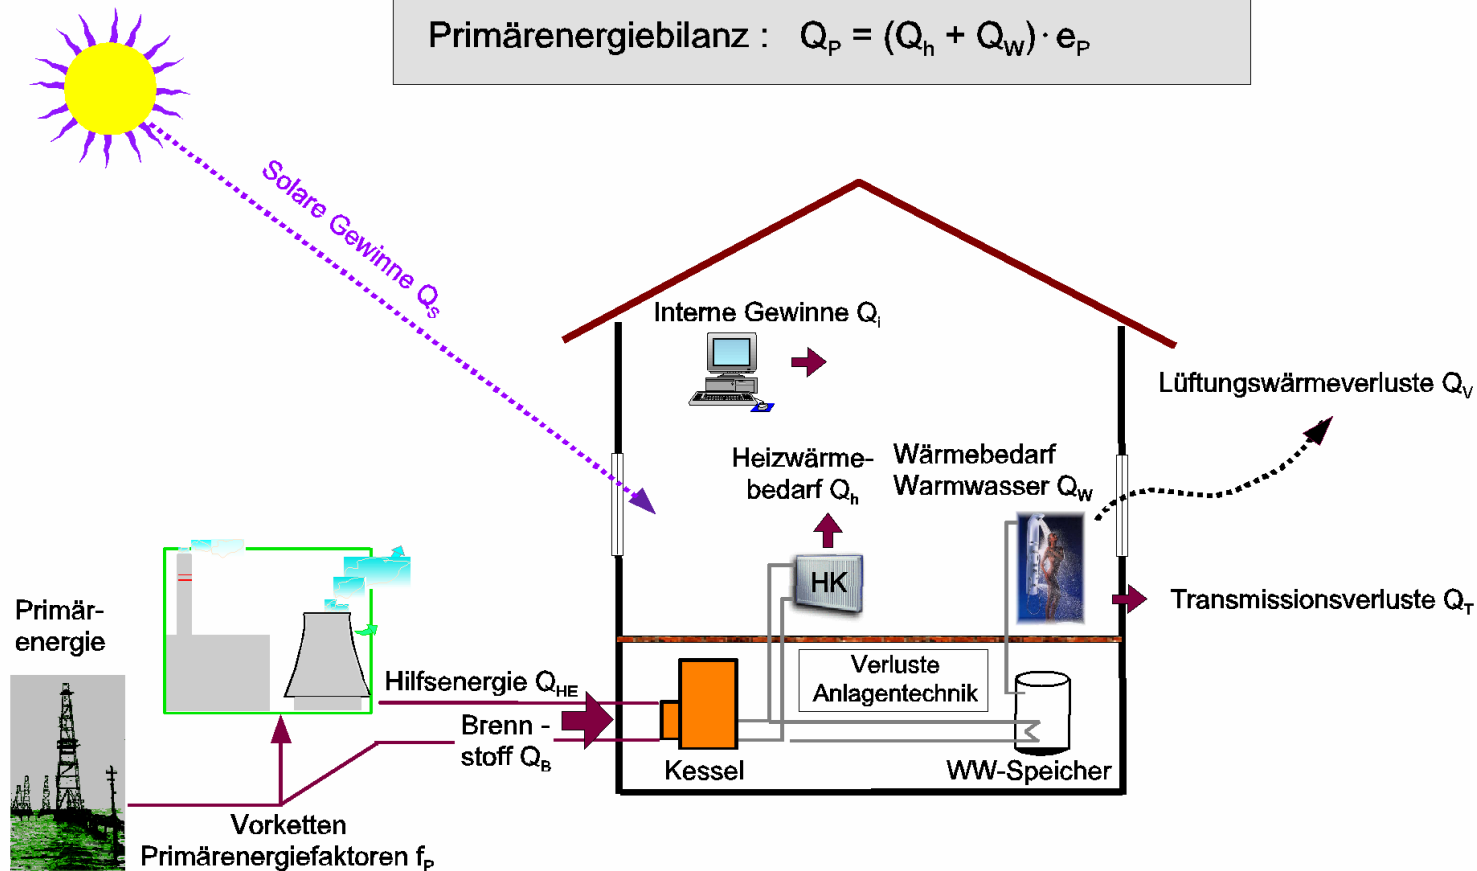 Primärenergiebilanz : Q_P = (Q_h + Q_W) · e_P
Solare Gewinne Q_S
Interne Gewinne Q_i
Lüftungswärmeverluste Q_V
Heizwärme-
bedarf Q_h
Wärmebedarf
Warmwasser Q_W
HK
Transmissionsverluste Q_T
Primär-
energie
Hilfsenergie Q_HE
Brenn -
stoff Q_B
Verluste
Anlagentechnik
Kessel
WW-Speicher
Vorketten
Primärenergiefaktoren f_P